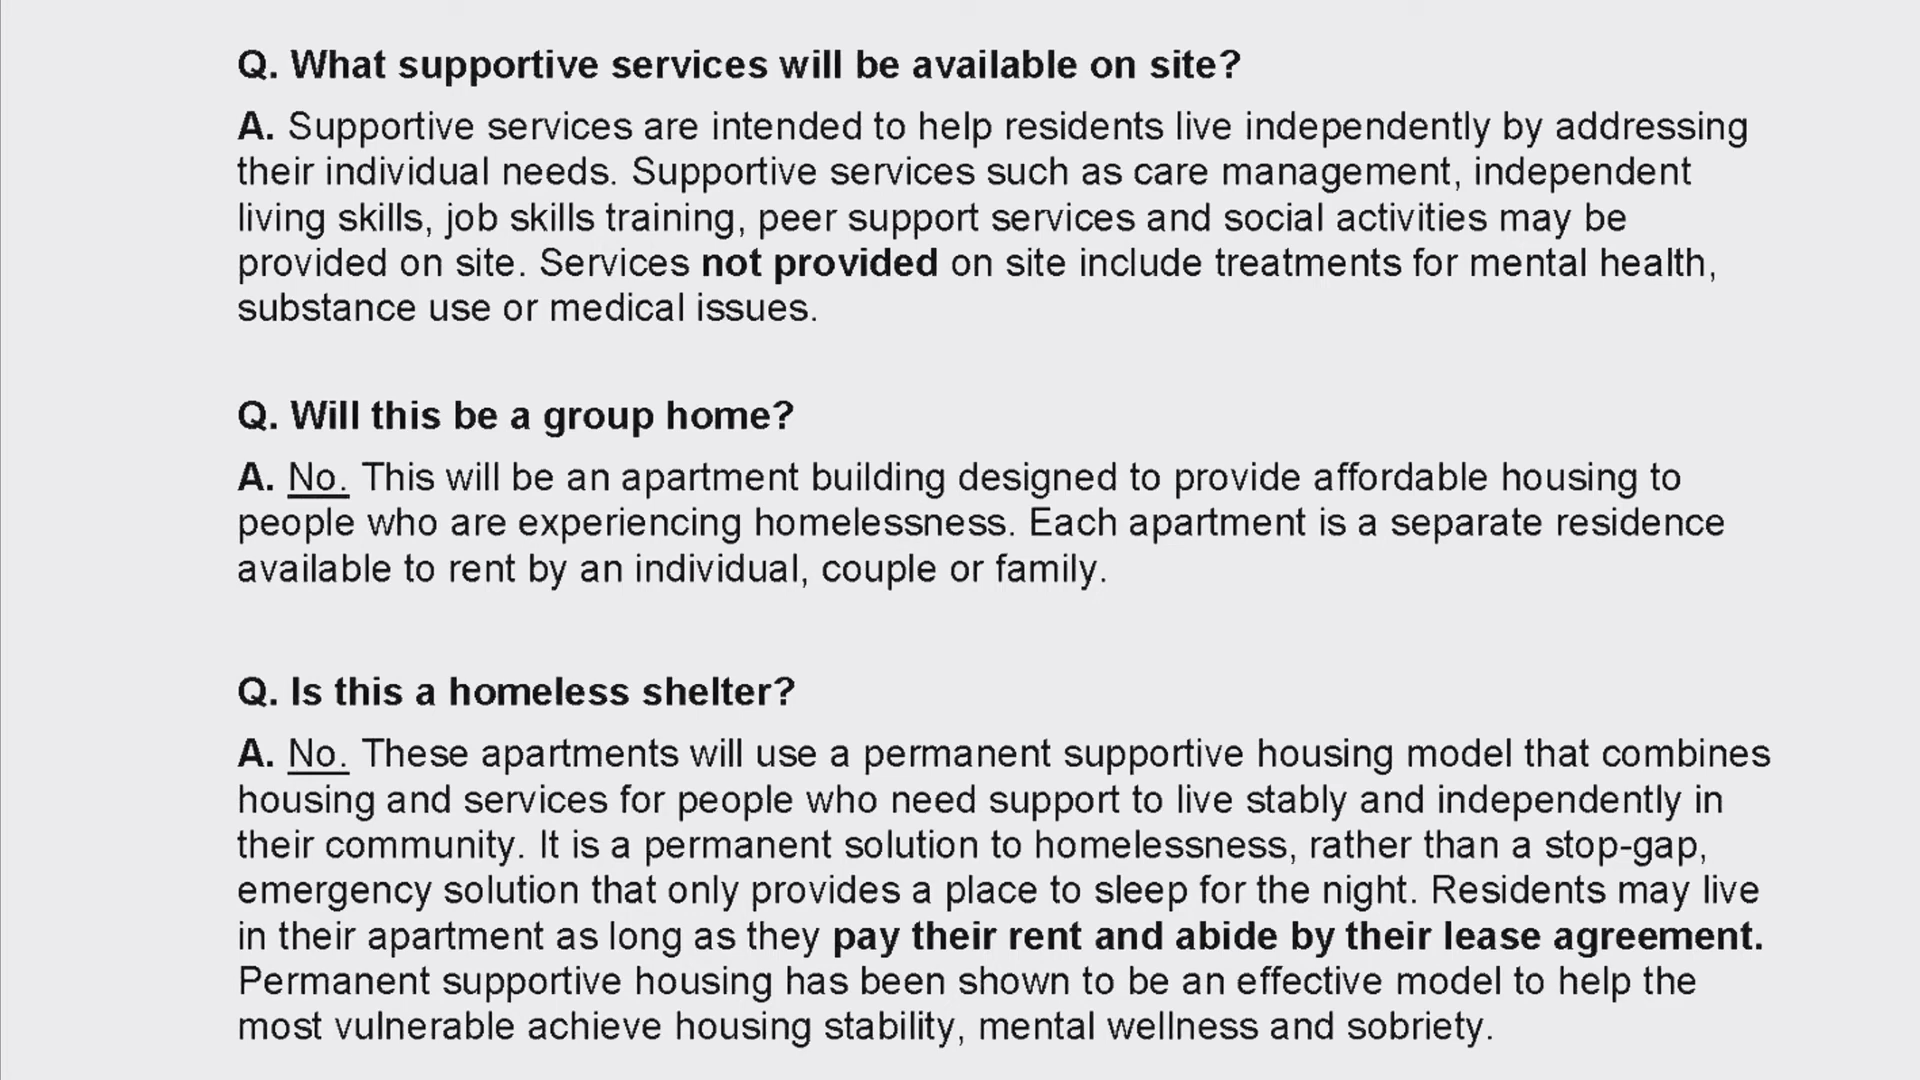 Q. What supportive services will be available on site?
A. Supportive services are intended to help residents live independently by addressing
their individual needs. Supportive services such as care management, independent
living skills, job skills training, peer support services and social activities may be
provided on site. Services not provided on site include treatments for mental health,
substance use or medical issues.
Q. Will this be a group home?
A. No. This will be an apartment building designed to provide affordable housing to
people who are experiencing homelessness. Each apartment is a separate residence
available to rent by an individual, couple or family.
Q. Is this a homeless shelter?
A. No. These apartments will use a permanent supportive housing model that combines
housing and services for people who need support to live stably and independently in
their community. It is a permanent solution to homelessness, rather than a stop-gap,
emergency solution that only provides a place to sleep for the night. Residents may live
in their apartment as long as they pay their rent and abide by their lease agreement.
Permanent supportive housing has been shown to be an effective model to help the
most vulnerable achieve housing stability, mental wellness and sobriety.